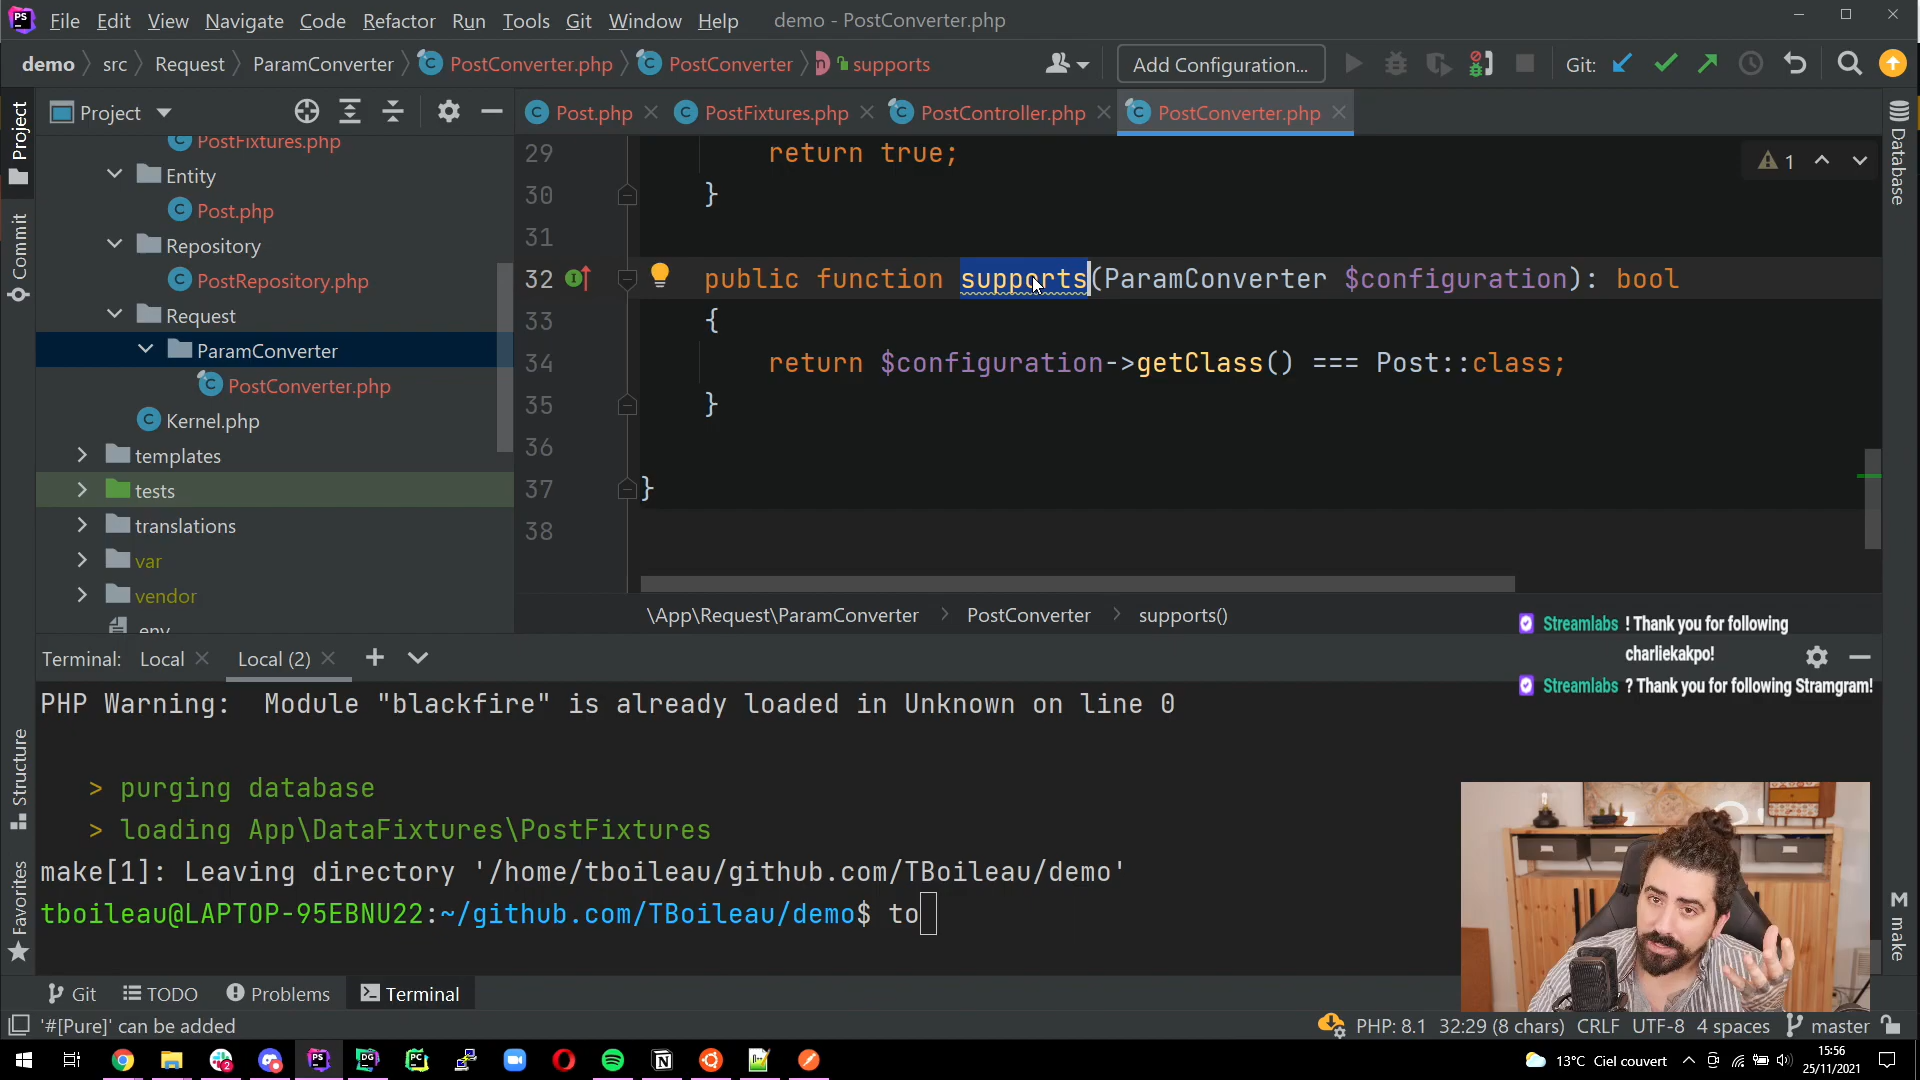 PS File Edit View Navigate Code Refactor Run Tools Git Window Help demo - PostConverter.php
demo src Request ParamConverter PostConverter.php PostConverter supports Add Configuration... Git:
Project Post.php PostFixtures.php PostController.php PostConverter.php
Project
Commit
Structure
Favorites
PostFixtures.php
Entity
Post.php
Repository
PostRepository.php
Request
ParamConverter
PostConverter.php
Kernel.php
templates
tests
translations
var
vendor
.env
29 return true;
30 }
31
32 public function supports(ParamConverter $configuration): bool
33 {
34 return $configuration->getClass() === Post::class;
35 }
36
37 }
38
1
Database
make
\App\Request\ParamConverter PostConverter supports()
Streamlabs ! Thank you for following
charliekakpo!
Streamlabs ? Thank you for following Stramgram!
Terminal: Local Local (2)
PHP Warning: Module "blackfire" is already loaded in Unknown on line 0
> purging database
> loading App\DataFixtures\PostFixtures
make[1]: Leaving directory '/home/tboileau/github.com/TBoileau/demo'
tboileau@LAPTOP-95EBNU22:~/github.com/TBoileau/demo$ to
Git TODO Problems Terminal
'#[Pure]' can be added PHP: 8.1 32:29 (8 chars) CRLF UTF-8 4 spaces master
13°C Ciel couvert 15:56
25/11/2021